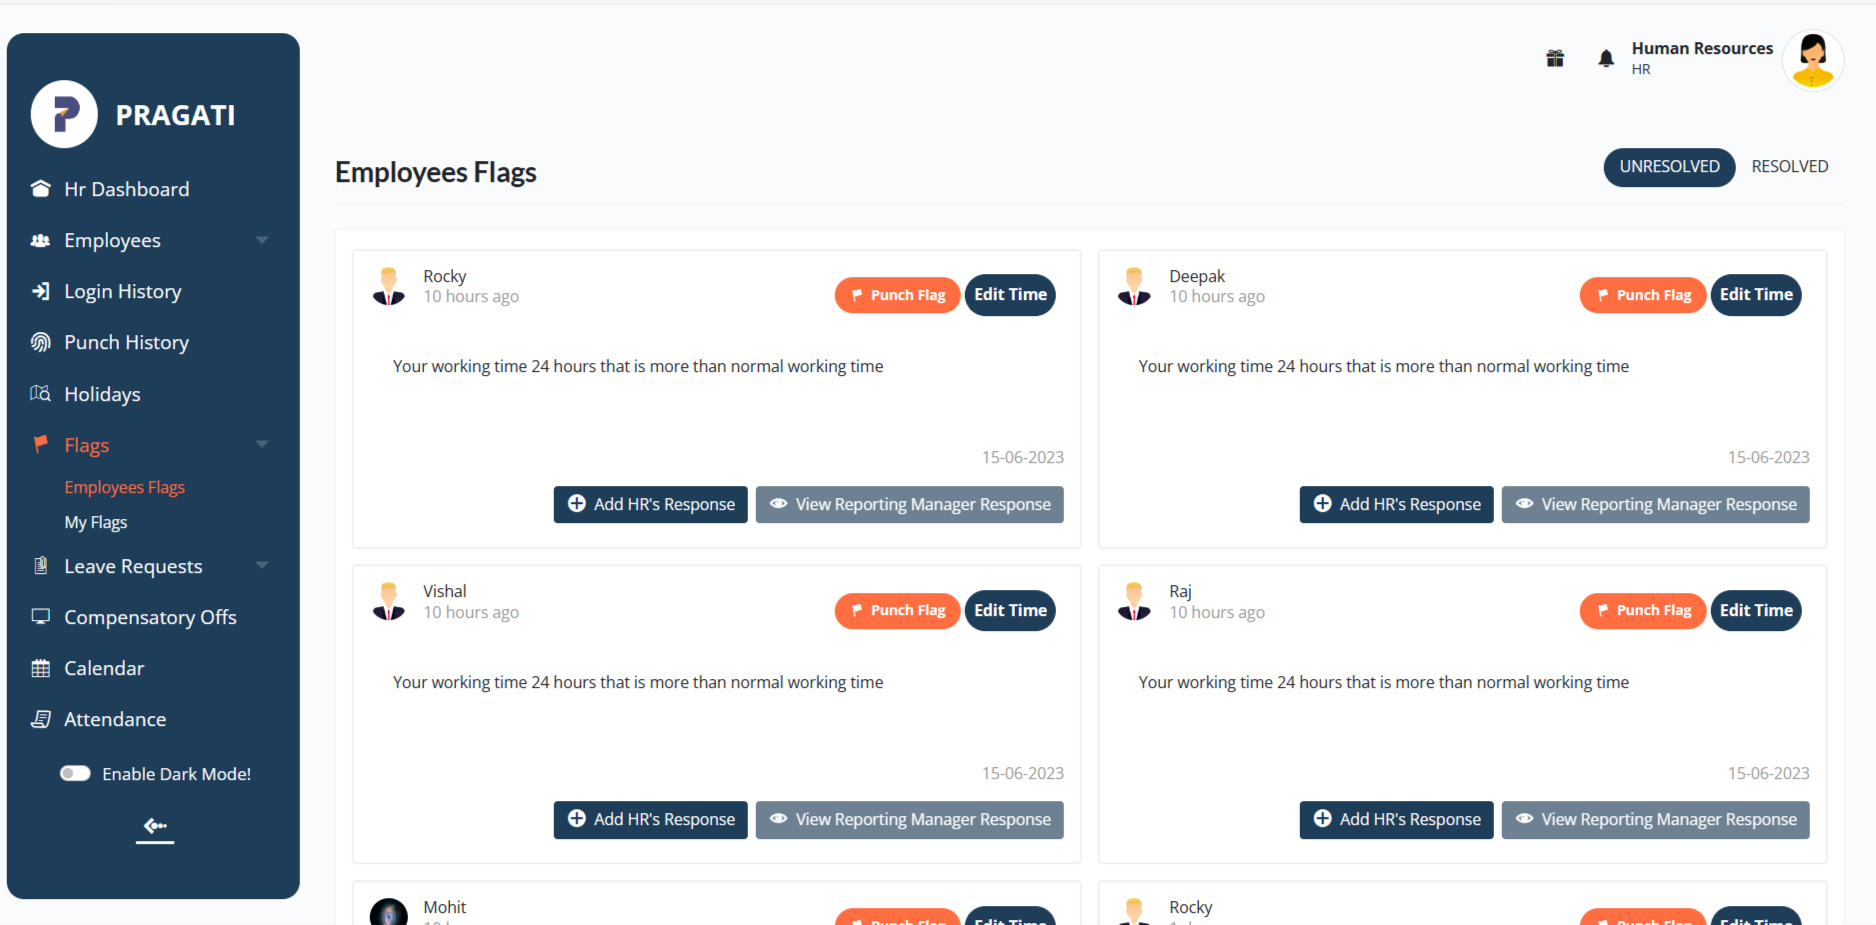 PRAGATI
Hr Dashboard
Employees
Login History
Punch History
Holidays
Flags
Employees Flags
My Flags
Leave Requests
Compensatory Offs
Calendar
Attendance
Enable Dark Mode!
Human Resources
HR
Employees Flags
UNRESOLVED RESOLVED
Rocky
10 hours ago
Punch Flag Edit Time
Your working time 24 hours that is more than normal working time
15-06-2023
Add HR's Response View Reporting Manager Response
Deepak
10 hours ago
Punch Flag Edit Time
Your working time 24 hours that is more than normal working time
15-06-2023
Add HR's Response View Reporting Manager Response
Vishal
10 hours ago
Punch Flag Edit Time
Your working time 24 hours that is more than normal working time
15-06-2023
Add HR's Response View Reporting Manager Response
Raj
10 hours ago
Punch Flag Edit Time
Your working time 24 hours that is more than normal working time
15-06-2023
Add HR's Response View Reporting Manager Response
Mohit
Punch Flag Edit Time
Rocky
Punch Flag Edit Time